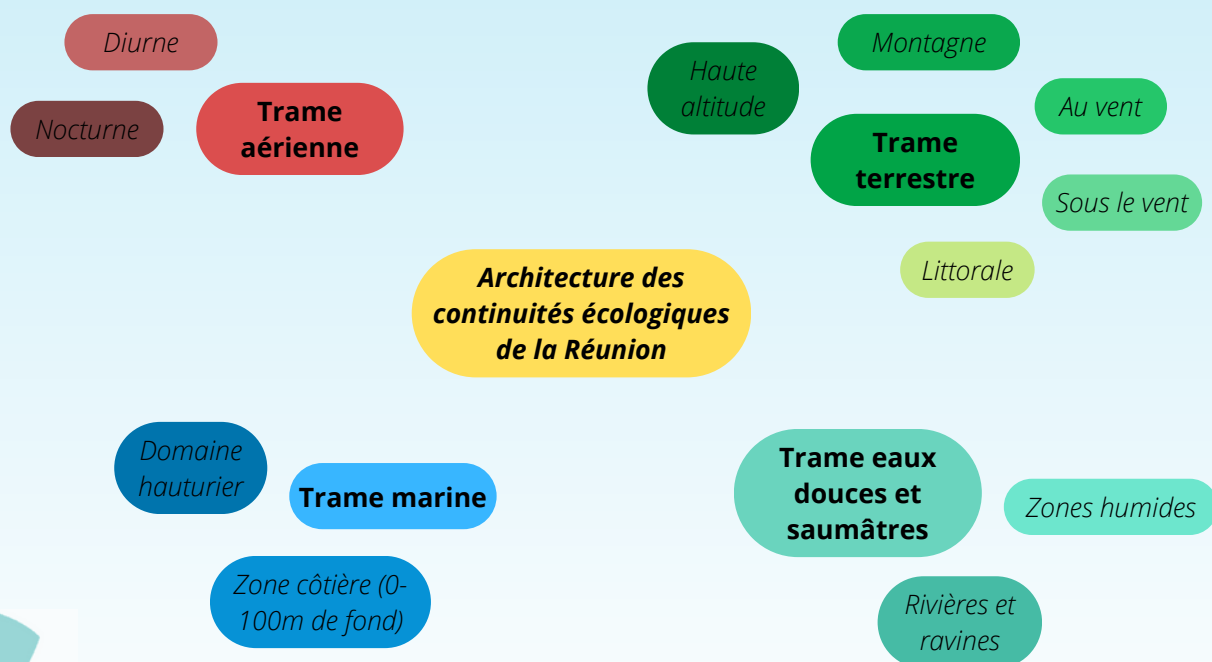 Diurne
Nocturne
Trame
aérienne
Haute
altitude
Montagne
Au vent
Trame
terrestre
Sous le vent
Littorale
Architecture des
continuités écologiques
de la Réunion
Domaine
hauturier
Trame marine
Zone côtière (0-
100m de fond)
Trame eaux
douces et
saumâtres
Zones humides
Rivières et
ravines